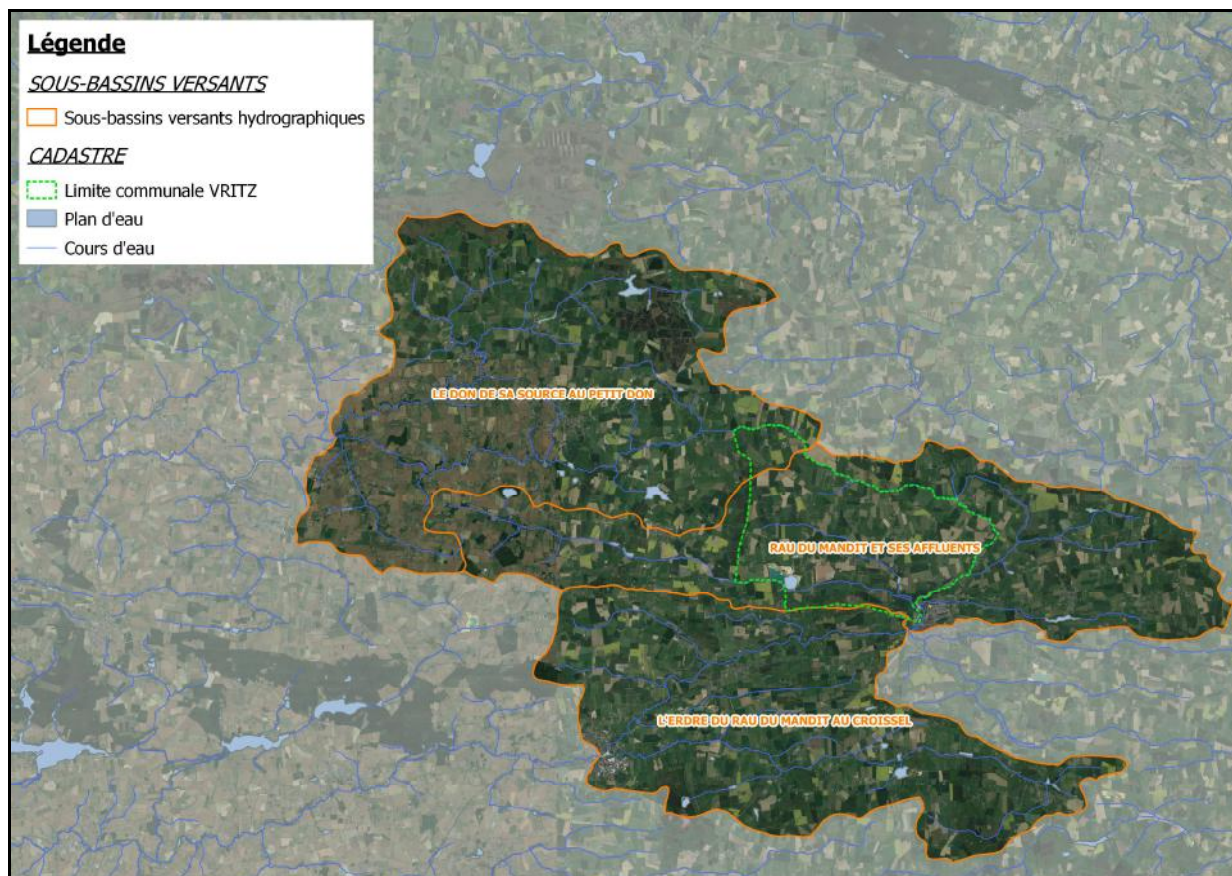 Légende
SOUS-BASSINS VERSANTS
Sous-bassins versants hydrographiques
CADASTRE
Limite communale VRITZ
Plan d'eau
Cours d'eau
LE DON DE SA SOURCE AU PETIT DON
RAU DU MANDIT ET SES AFFLUENTS
L'ERDRE DU RAU DU MANDIT AU CROISSEL